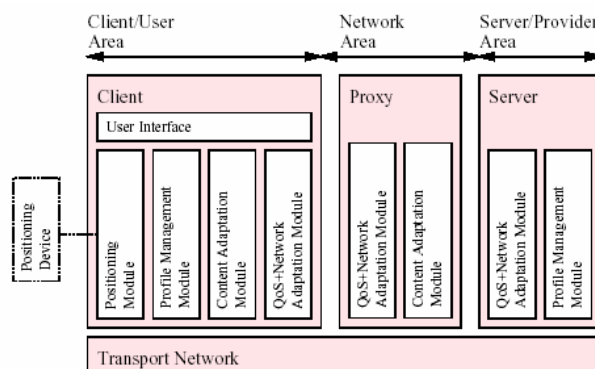 Client/User
Area
Network
Area
Server/Provider
Area
Client
User Interface
Positioning
Device
Positioning
Module
Profile Management
Module
Content Adaptation
Module
QoS+Network
Adaptation Module
Proxy
QoS+Network
Adaptation Module
Content Adaptation
Module
Server
QoS+Network
Adaptation Module
Profile Management
Module
Transport Network